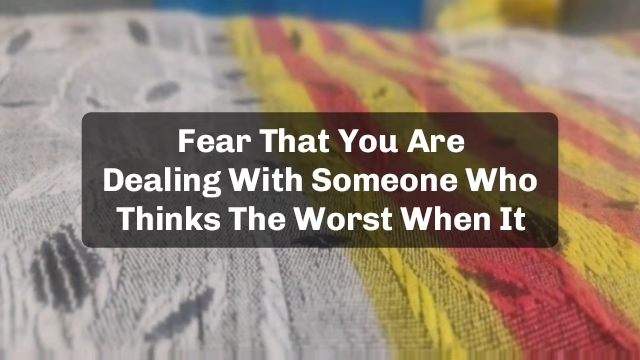 Fear That You Are
Dealing With Someone Who
Thinks The Worst When It